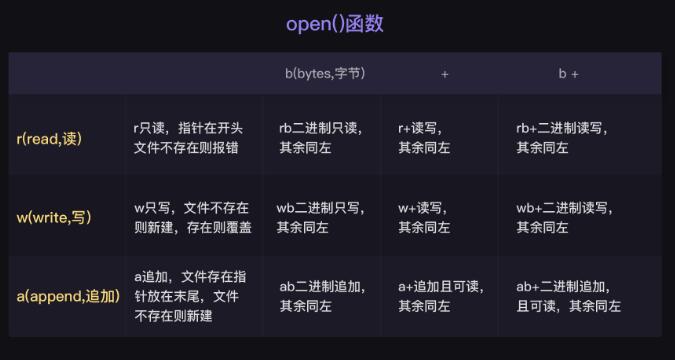 open()函数
b(bytes,字节)
+
b +
r(read,读)
r只读，指针在开头
文件不存在则报错
rb二进制只读，
其余同左
r+读写，
其余同左
rb+二进制读写，
其余同左
w(write,写)
w只写，文件不存在
则新建，存在则覆盖
wb二进制只写，
其余同左
w+读写，
其余同左
wb+二进制读写，
其余同左
a(append,追加)
a追加，文件存在指
针放在末尾，文件
不存在则新建
ab二进制追加，
其余同左
a+追加且可读，
其余同左
ab+二进制追加，
且可读，其余同左